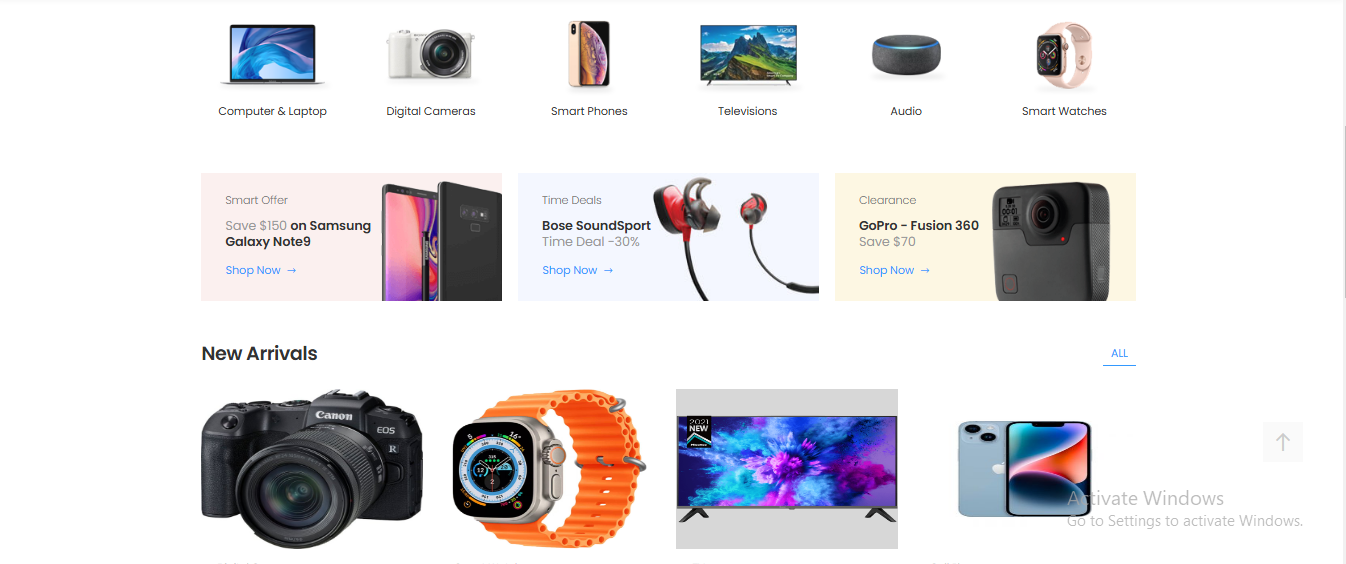 Computer & Laptop
Digital Cameras
Smart Phones
Televisions
Audio
Smart Watches
Smart Offer
Save $150 on Samsung
Galaxy Note9
Shop Now →
Time Deals
Bose SoundSport
Time Deal -30%
Shop Now →
Clearance
GoPro - Fusion 360
Save $70
Shop Now →
New Arrivals
ALL
VIZIO
Canon
EOS
R
2021
NEW
Activate Windows
Go to Settings to activate Windows.